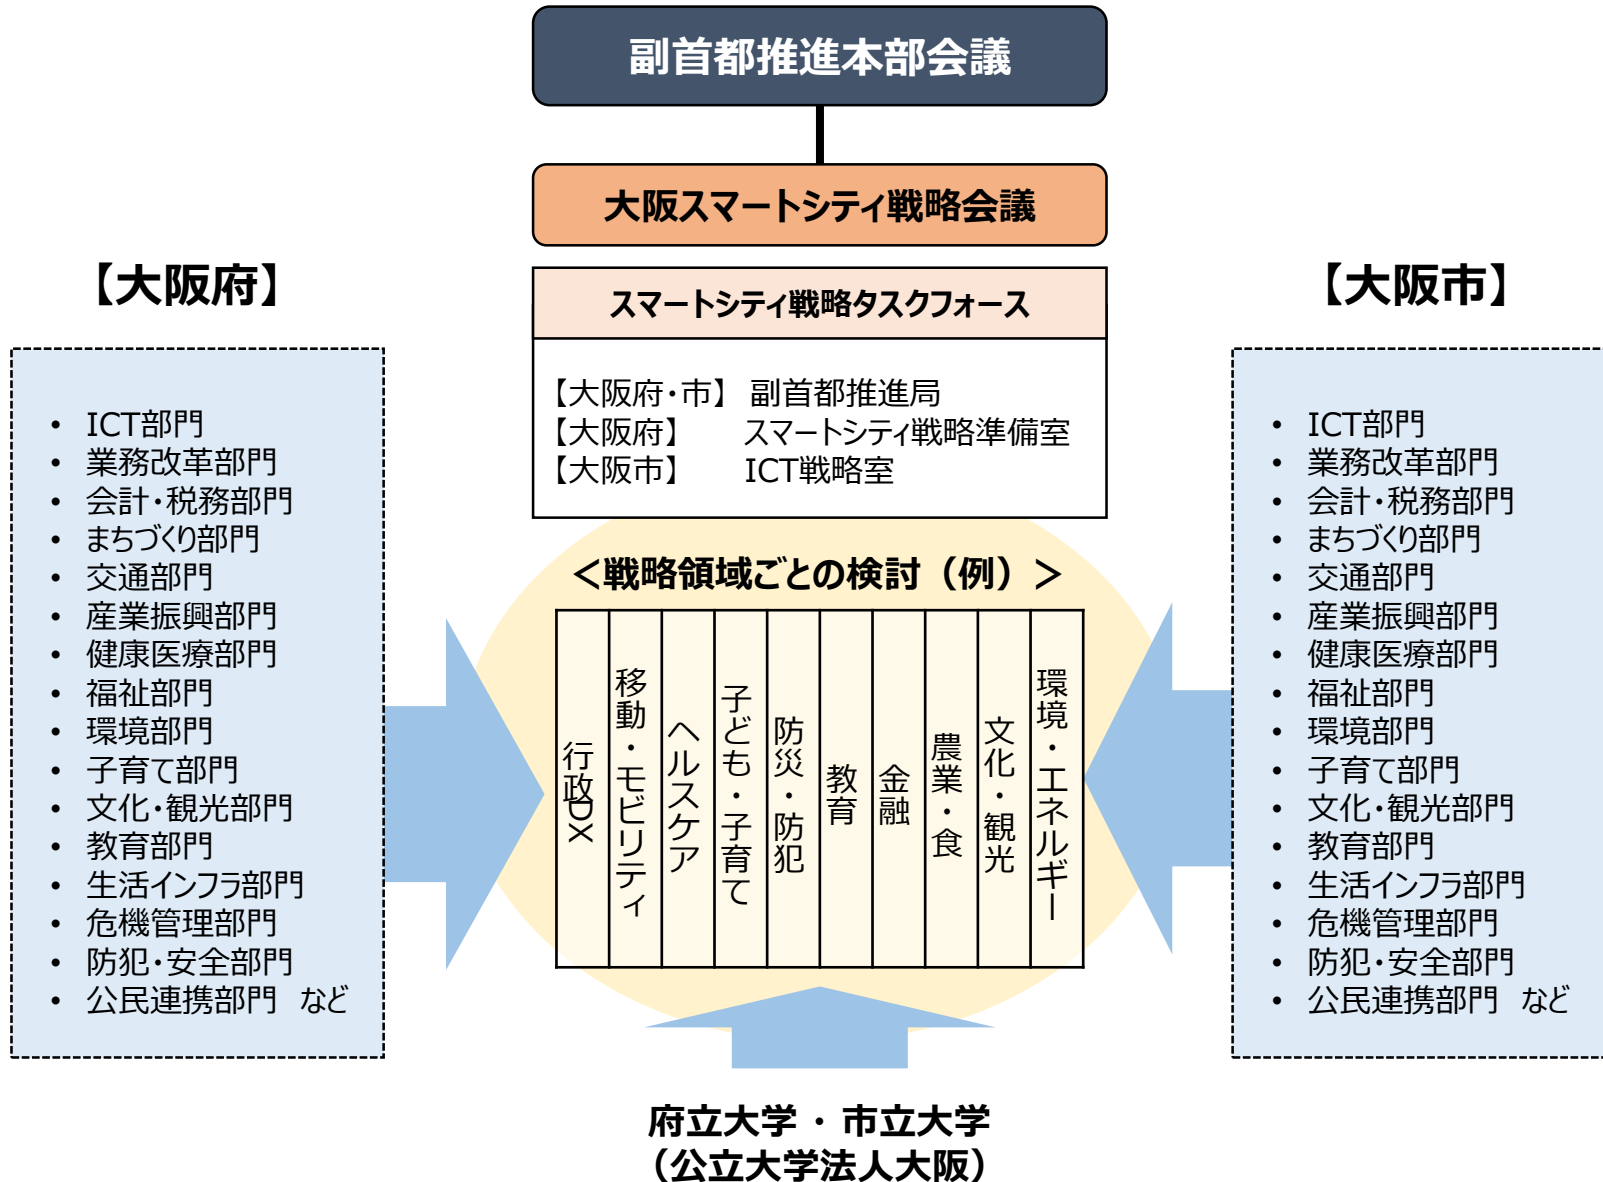 副首都推進本部会議
大阪スマートシティ戦略会議
【大阪府】
スマートシティ戦略タスクフォース
【大阪府・市】 副首都推進局
【大阪府】 スマートシティ戦略準備室
【大阪市】 ICT戦略室
【大阪市】
• ICT部門
• 業務改革部門
• 会計・税務部門
• まちづくり部門
• 交通部門
• 産業振興部門
• 健康医療部門
• 福祉部門
• 環境部門
• 子育て部門
• 文化・観光部門
• 教育部門
• 生活インフラ部門
• 危機管理部門
• 防犯・安全部門
• 公民連携部門 など
＜戦略領域ごとの検討（例）＞
行政DX
移動・モビリティ
ヘルスケア
子ども・子育て
防災・防犯
教育
金融
農業・食
文化・観光
環境・エネルギー
• ICT部門
• 業務改革部門
• 会計・税務部門
• まちづくり部門
• 交通部門
• 産業振興部門
• 健康医療部門
• 福祉部門
• 環境部門
• 子育て部門
• 文化・観光部門
• 教育部門
• 生活インフラ部門
• 危機管理部門
• 防犯・安全部門
• 公民連携部門 など
府立大学・市立大学
（公立大学法人大阪）